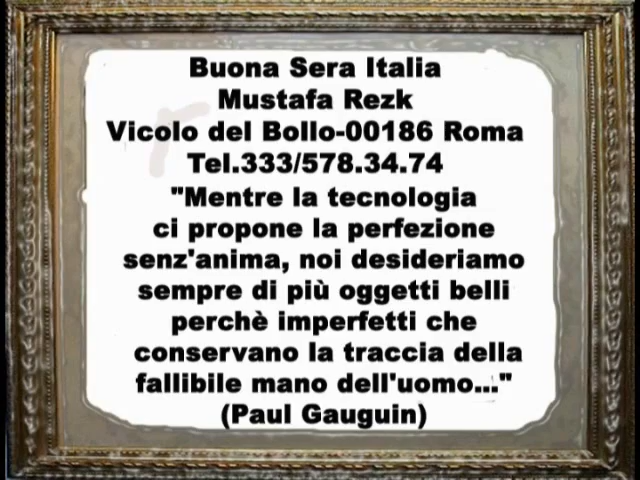 Buona Sera Italia
Mustafa Rezk
Vicolo del Bollo-00186 Roma
Tel.333/578.34.74
"Mentre la tecnologia
ci propone la perfezione
senz'anima, noi desideriamo
sempre di più oggetti belli
perchè imperfetti che
conservano la traccia della
fallibile mano dell'uomo..."
(Paul Gauguin)